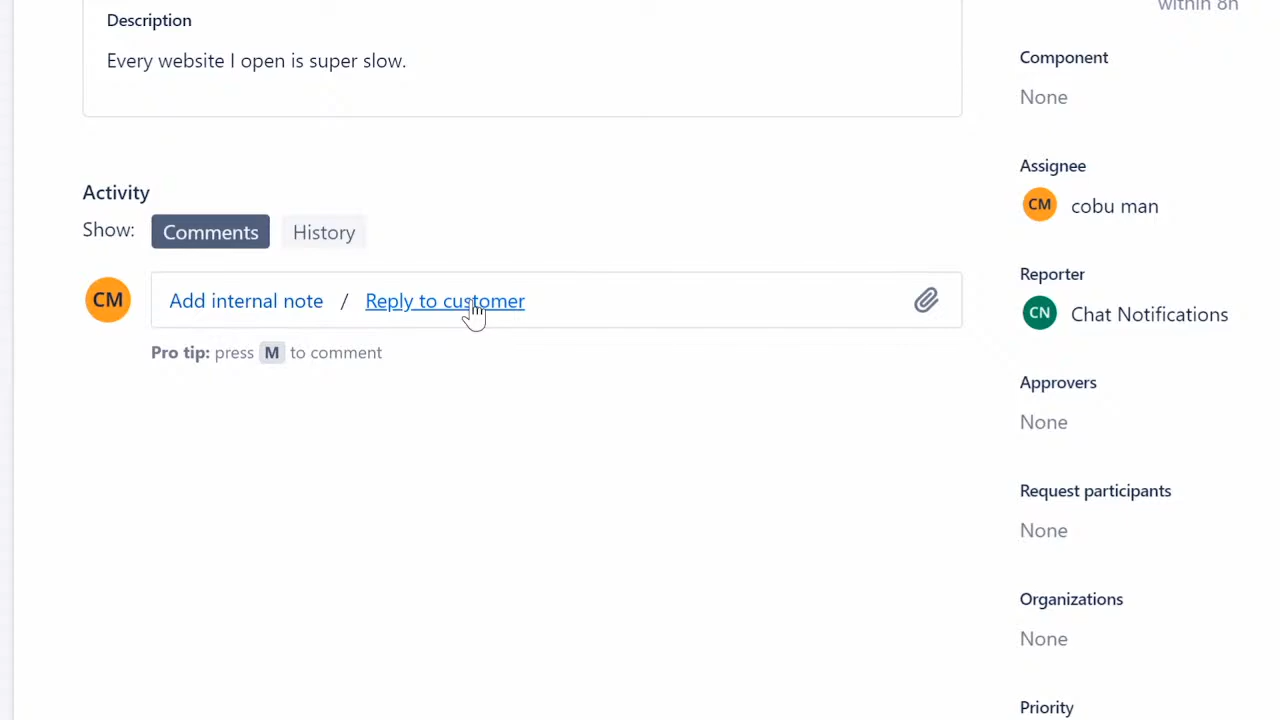 Description
Every website I open is super slow.
Activity
Show: Comments History
CM Add internal note / Reply to customer
Pro tip: press M to comment
within 8h
Component
None
Assignee
CM cobu man
Reporter
CN Chat Notifications
Approvers
None
Request participants
None
Organizations
None
Priority